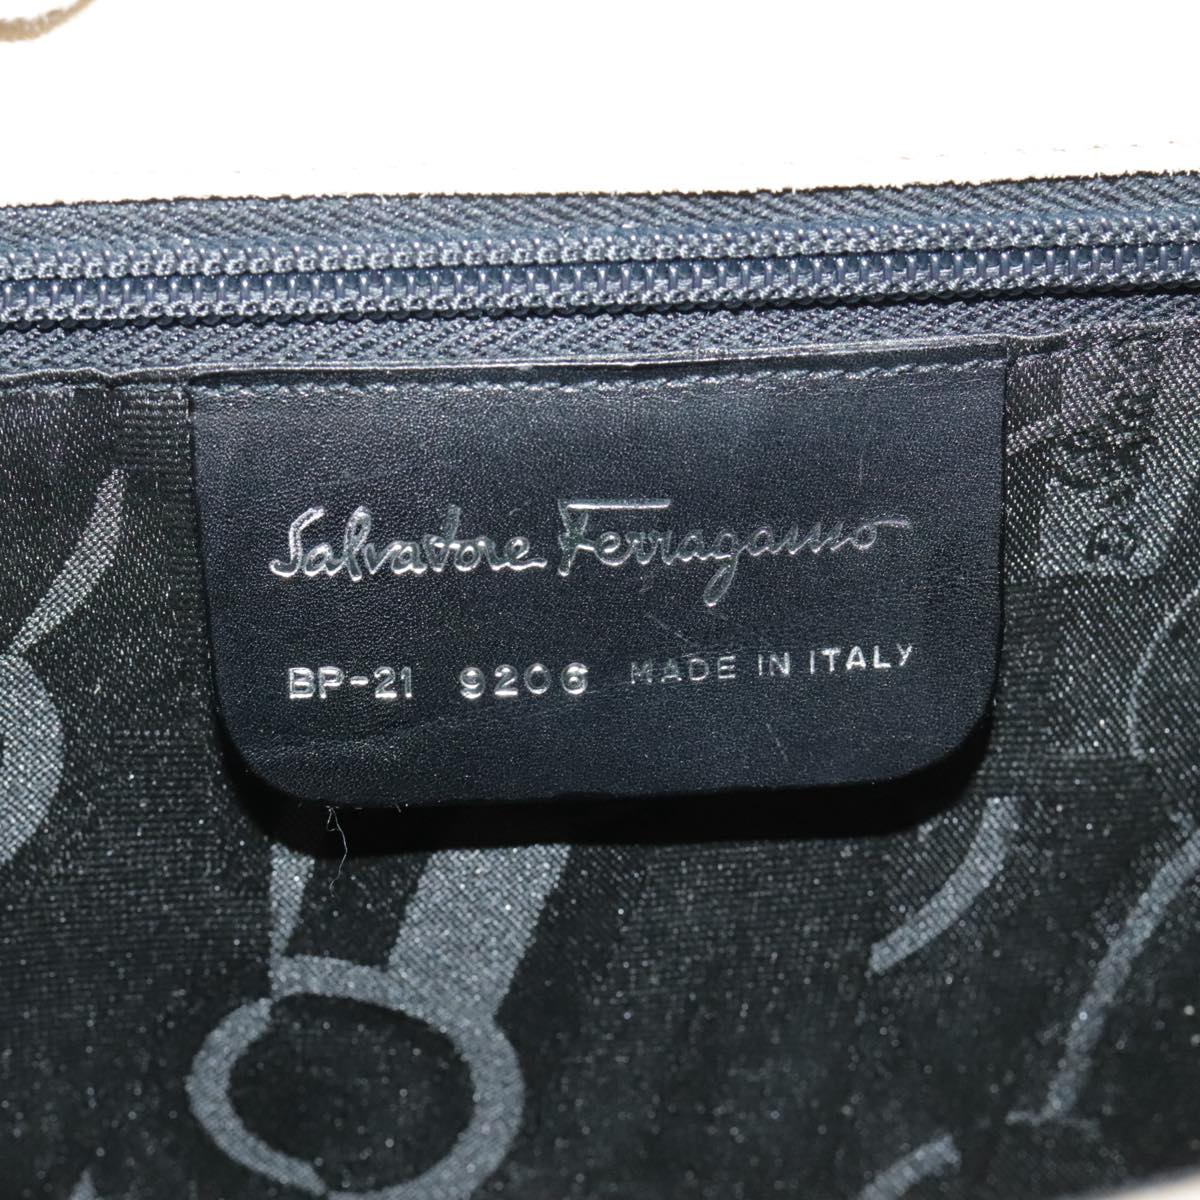 Salvatore Ferragamo
BP-21 9206 MADE IN ITALY